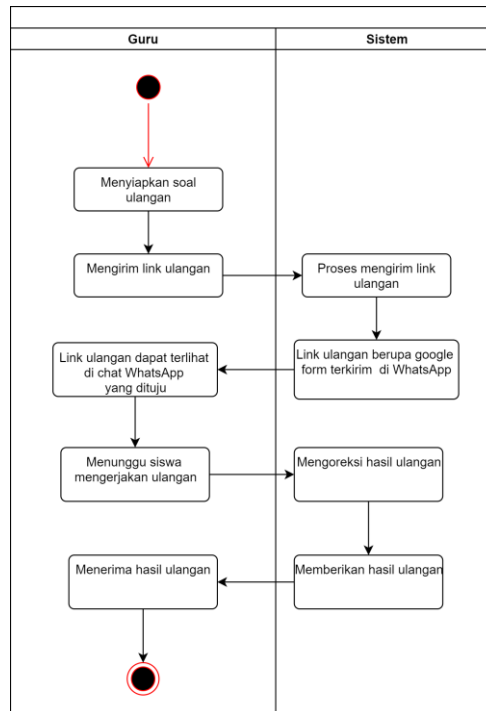 Guru
Sistem
Menyiapkan soal
ulangan
Mengirim link ulangan
Proses mengirim link
ulangan
Link ulangan dapat terlihat
di chat WhatsApp
yang dituju
Link ulangan berupa google
form terkirim di WhatsApp
Menunggu siswa
mengerjakan ulangan
Mengoreksi hasil ulangan
Menerima hasil ulangan
Memberikan hasil ulangan